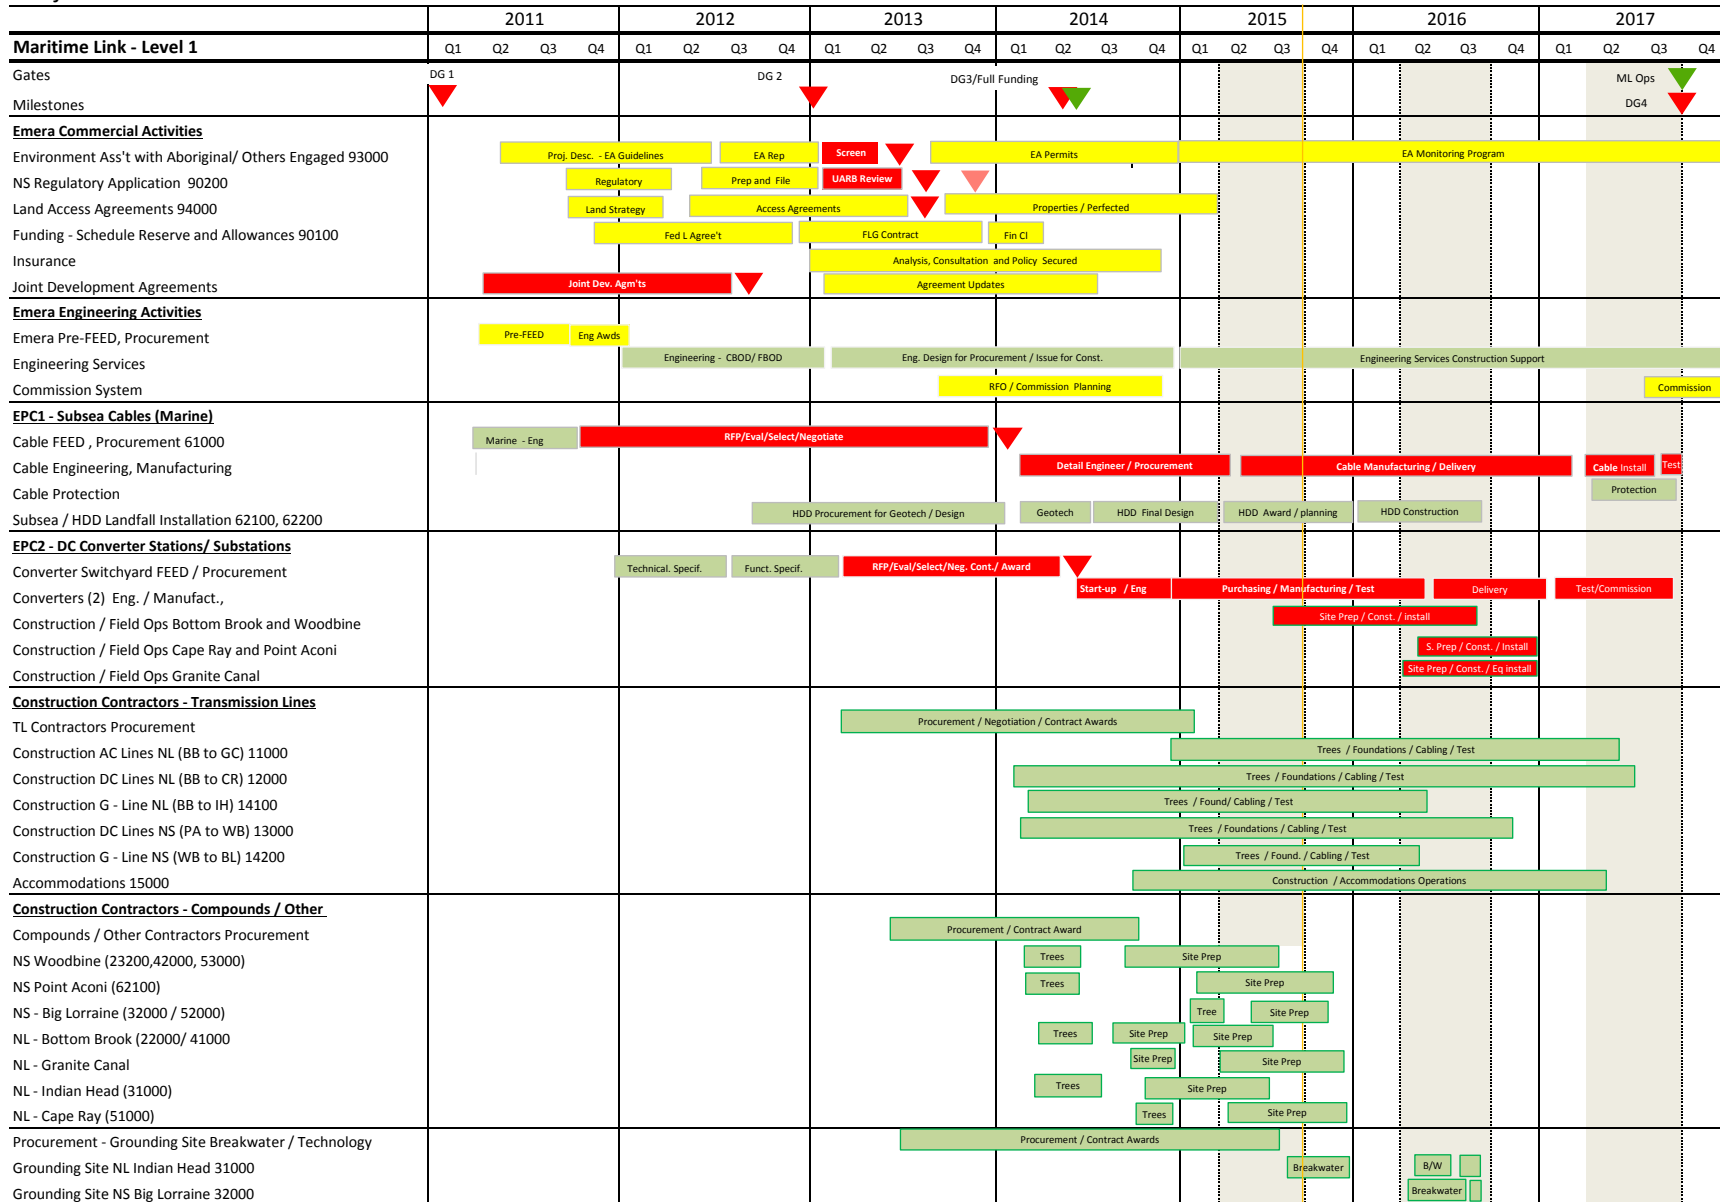 2011 2012 2013 2014 2015 2016 2017
Maritime Link - Level 1 Q1 Q2 Q3 Q4 Q1 Q2 Q3 Q4 Q1 Q2 Q3 Q4 Q1 Q2 Q3 Q4 Q1 Q2 Q3 Q4 Q1 Q2 Q3 Q4 Q1 Q2 Q3 Q4
Gates DG 1 DG 2 DG3/Full Funding ML Ops
Milestones DG4
Emera Commercial Activities
Environment Ass't with Aboriginal/ Others Engaged 93000 Proj. Desc. - EA Guidelines EA Rep Screen EA Permits EA Monitoring Program
NS Regulatory Application 90200 Regulatory Prep and File UARB Review
Land Access Agreements 94000 Land Strategy Access Agreements Properties / Perfected
Funding - Schedule Reserve and Allowances 90100 Fed L Agree't FLG Contract Fin Cl
Insurance Analysis, Consultation and Policy Secured
Joint Development Agreements Joint Dev. Agm'ts Agreement Updates
Emera Engineering Activities
Emera Pre-FEED, Procurement Pre-FEED Eng Awds
Engineering Services Engineering - CBOD/ FBOD Eng. Design for Procurement / Issue for Const. Engineering Services Construction Support
Commission System RFO / Commission Planning Commission
EPC1 - Subsea Cables (Marine)
Cable FEED , Procurement 61000 Marine - Eng RFP/Eval/Select/Negotiate
Cable Engineering, Manufacturing Detail Engineer / Procurement Cable Manufacturing / Delivery Cable Install Test
Cable Protection Protection
Subsea / HDD Landfall Installation 62100, 62200 HDD Procurement for Geotech / Design Geotech HDD Final Design HDD Award / planning HDD Construction
EPC2 - DC Converter Stations/ Substations
Converter Switchyard FEED / Procurement Technical. Specif. Funct. Specif. RFP/Eval/Select/Neg. Cont./ Award
Converters (2) Eng. / Manufact., Start-up / Eng Purchasing / Manufacturing / Test Delivery Test/Commission
Construction / Field Ops Bottom Brook and Woodbine Site Prep / Const. / install
Construction / Field Ops Cape Ray and Point Aconi S. Prep / Const. / Install
Construction / Field Ops Granite Canal Site Prep / Const. / Eq install
Construction Contractors - Transmission Lines
TL Contractors Procurement Procurement / Negotiation / Contract Awards
Construction AC Lines NL (BB to GC) 11000 Trees / Foundations / Cabling / Test
Construction DC Lines NL (BB to CR) 12000 Trees / Foundations / Cabling / Test
Construction G - Line NL (BB to IH) 14100 Trees / Found/ Cabling / Test
Construction DC Lines NS (PA to WB) 13000 Trees / Foundations / Cabling / Test
Construction G - Line NS (WB to BL) 14200 Trees / Found. / Cabling / Test
Accommodations 15000 Construction / Accommodations Operations
Construction Contractors - Compounds / Other
Compounds / Other Contractors Procurement Procurement / Contract Award
NS Woodbine (23200,42000, 53000) Trees Site Prep
NS Point Aconi (62100) Trees Site Prep
NS - Big Lorraine (32000 / 52000) Tree Site Prep
NL - Bottom Brook (22000/ 41000 Trees Site Prep Site Prep
NL - Granite Canal Site Prep Site Prep
NL - Indian Head (31000) Trees Site Prep
NL - Cape Ray (51000) Trees Site Prep
Procurement - Grounding Site Breakwater / Technology Procurement / Contract Awards
Grounding Site NL Indian Head 31000 Breakwater B/W
Grounding Site NS Big Lorraine 32000 Breakwater